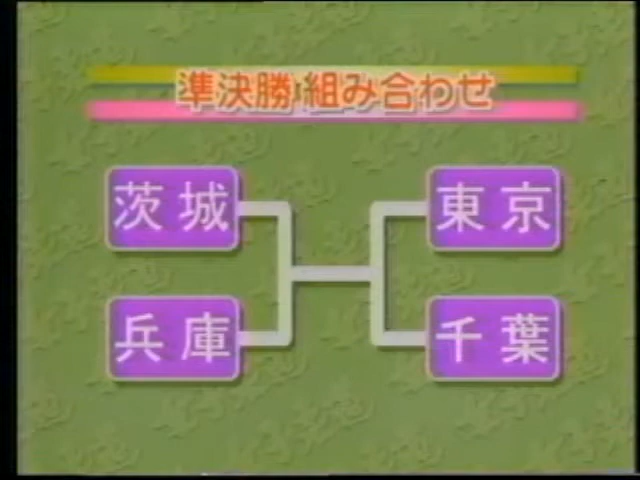 準決勝 組み合わせ
茨城 東京
兵庫 千葉